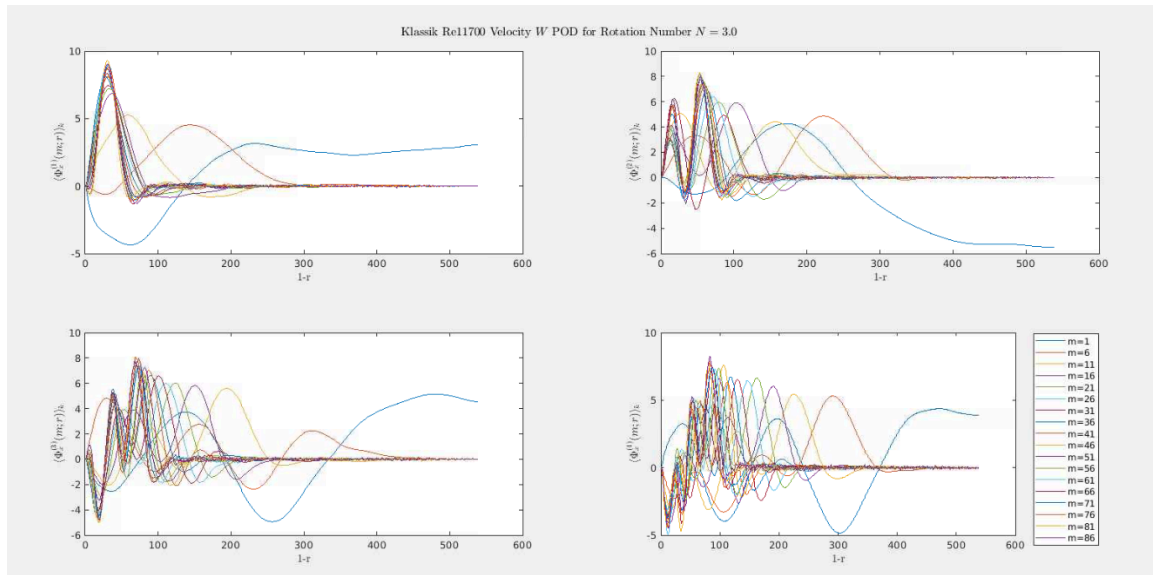 Klassik Re11700 Velocity W POD for Rotation Number N = 3.0
10
5
0
-5
0 100 200 300 400 500 600
1-r
⟨Φ_z^{(1)}(m;r)⟩_k
10
8
6
4
2
0
-2
-4
-6
0 100 200 300 400 500 600
1-r
10
8
6
4
2
0
-2
-4
-6
0 100 200 300 400 500 600
1-r
10
5
0
-5
0 100 200 300 400 500 600
1-r
m=1
m=6
m=11
m=16
m=21
m=26
m=31
m=36
m=41
m=46
m=51
m=56
m=61
m=66
m=71
m=76
m=81
m=86